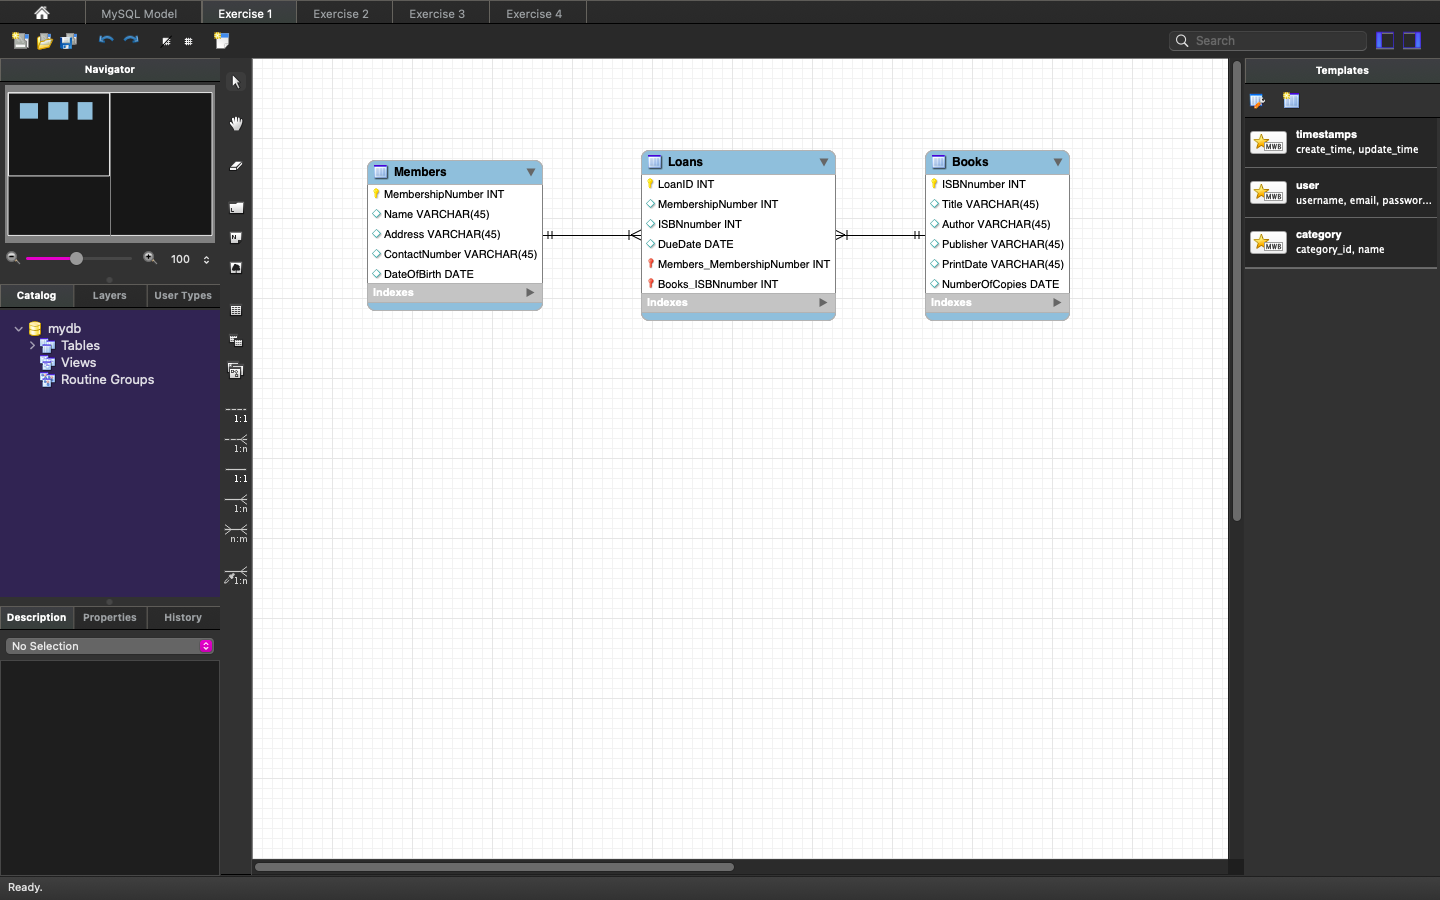 MySQL Model
Exercise 1
Exercise 2
Exercise 3
Exercise 4
Search
Navigator
100
Catalog
Layers
User Types
mydb
Tables
Views
Routine Groups
Description
Properties
History
No Selection
Ready.
1:1
1:n
1:1
1:n
n:m
1:n
Members
MembershipNumber INT
Name VARCHAR(45)
Address VARCHAR(45)
ContactNumber VARCHAR(45)
DateOfBirth DATE
Indexes
Loans
LoanID INT
MembershipNumber INT
ISBNnumber INT
DueDate DATE
Members_MembershipNumber INT
Books_ISBNnumber INT
Indexes
Books
ISBNnumber INT
Title VARCHAR(45)
Author VARCHAR(45)
Publisher VARCHAR(45)
PrintDate VARCHAR(45)
NumberOfCopies DATE
Indexes
Templates
MWB
timestamps
create_time, update_time
MWB
user
username, email, passwor...
MWB
category
category_id, name